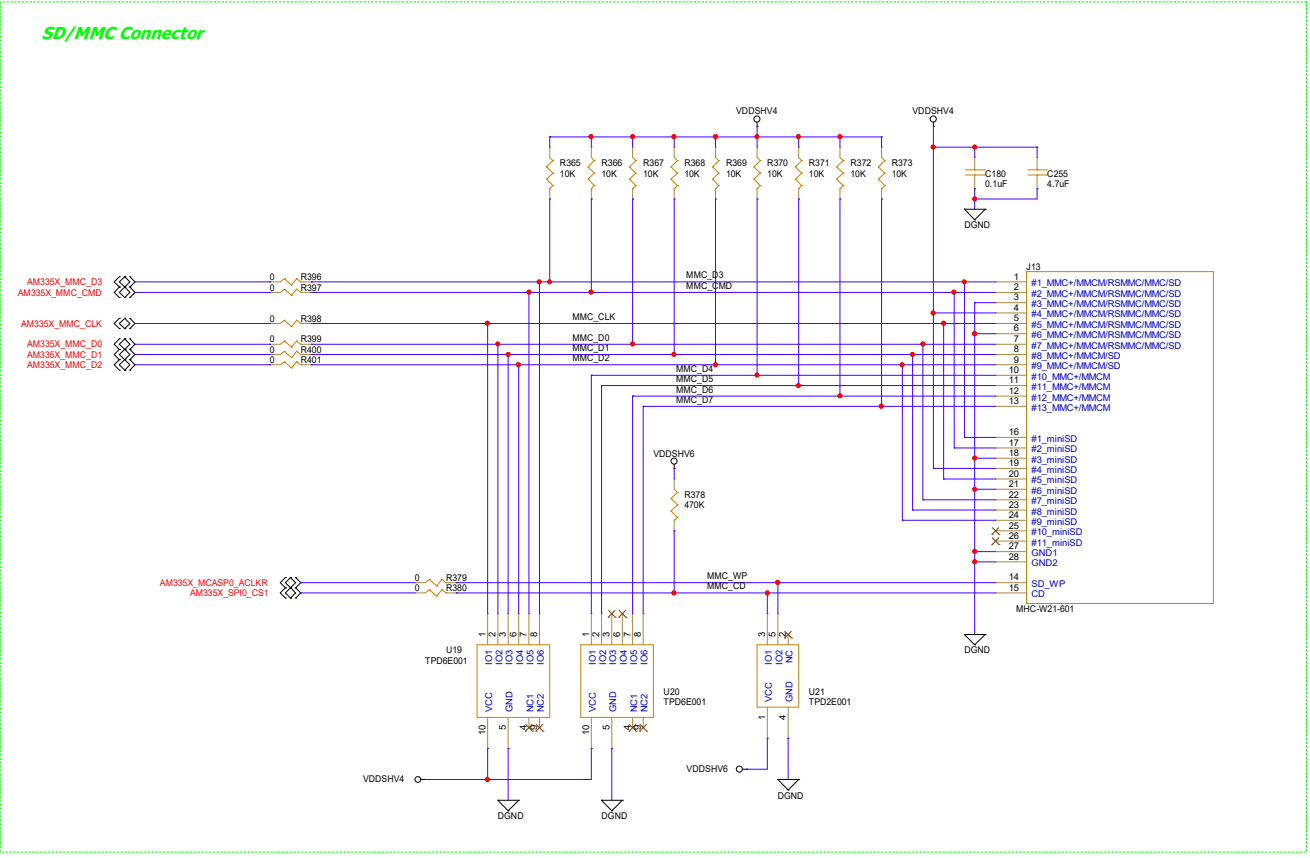 SD/MMC Connector
VDDSHV4 VDDSHV4
R365 R366 R367 R368 R369 R370 R371 R372 R373
10K 10K 10K 10K 10K 10K 10K 10K 10K
C180 C255
0.1uF 4.7uF
DGND
J13
AM335X_MMC_D3 0 R396 MMC_D3 1 #1_MMC+/MMCM/RSMMC/MMC/SD
AM335X_MMC_CMD 0 R397 MMC_CMD 2 #2_MMC+/MMCM/RSMMC/MMC/SD
3 #3_MMC+/MMCM/RSMMC/MMC/SD
4 #4_MMC+/MMCM/RSMMC/MMC/SD
AM335X_MMC_CLK 0 R398 MMC_CLK 5 #5_MMC+/MMCM/RSMMC/MMC/SD
6 #6_MMC+/MMCM/RSMMC/MMC/SD
AM335X_MMC_D0 0 R399 MMC_D0 7 #7_MMC+/MMCM/RSMMC/MMC/SD
AM335X_MMC_D1 0 R400 MMC_D1 8 #8_MMC+/MMCM/SD
AM335X_MMC_D2 0 R401 MMC_D2 9 #9_MMC+/MMCM/SD
MMC_D4 10 #10_MMC+/MMCM
MMC_D5 11 #11_MMC+/MMCM
MMC_D6 12 #12_MMC+/MMCM
MMC_D7 13 #13_MMC+/MMCM
16 #1_miniSD
17 #2_miniSD
VDDSHV6 18 #3_miniSD
19 #4_miniSD
20 #5_miniSD
21 #6_miniSD
R378 22 #7_miniSD
470K 23 #8_miniSD
24 #9_miniSD
25 #10_miniSD
26 #11_miniSD
27 GND1
28 GND2
AM335X_MCASP0_ACLKR 0 R379 MMC_WP 14 SD_WP
AM335X_SPI0_CS1 0 R380 MMC_CD 15 CD
MHC-W21-601
1 2 3 6 7 8 1 2 3 6 7 8 3 5 2
U19 IO1 IO2 IO3 IO4 IO5 IO6 IO1 IO2 IO3 IO4 IO5 IO6 IO1 IO2 NC DGND
TPD6E001
VCC GND NC1 NC2 VCC GND NC1 NC2 U20 VCC GND U21
TPD6E001 TPD2E001
10 5 4 9 10 5 4 9 1 4
VDDSHV4 VDDSHV6
DGND
DGND DGND